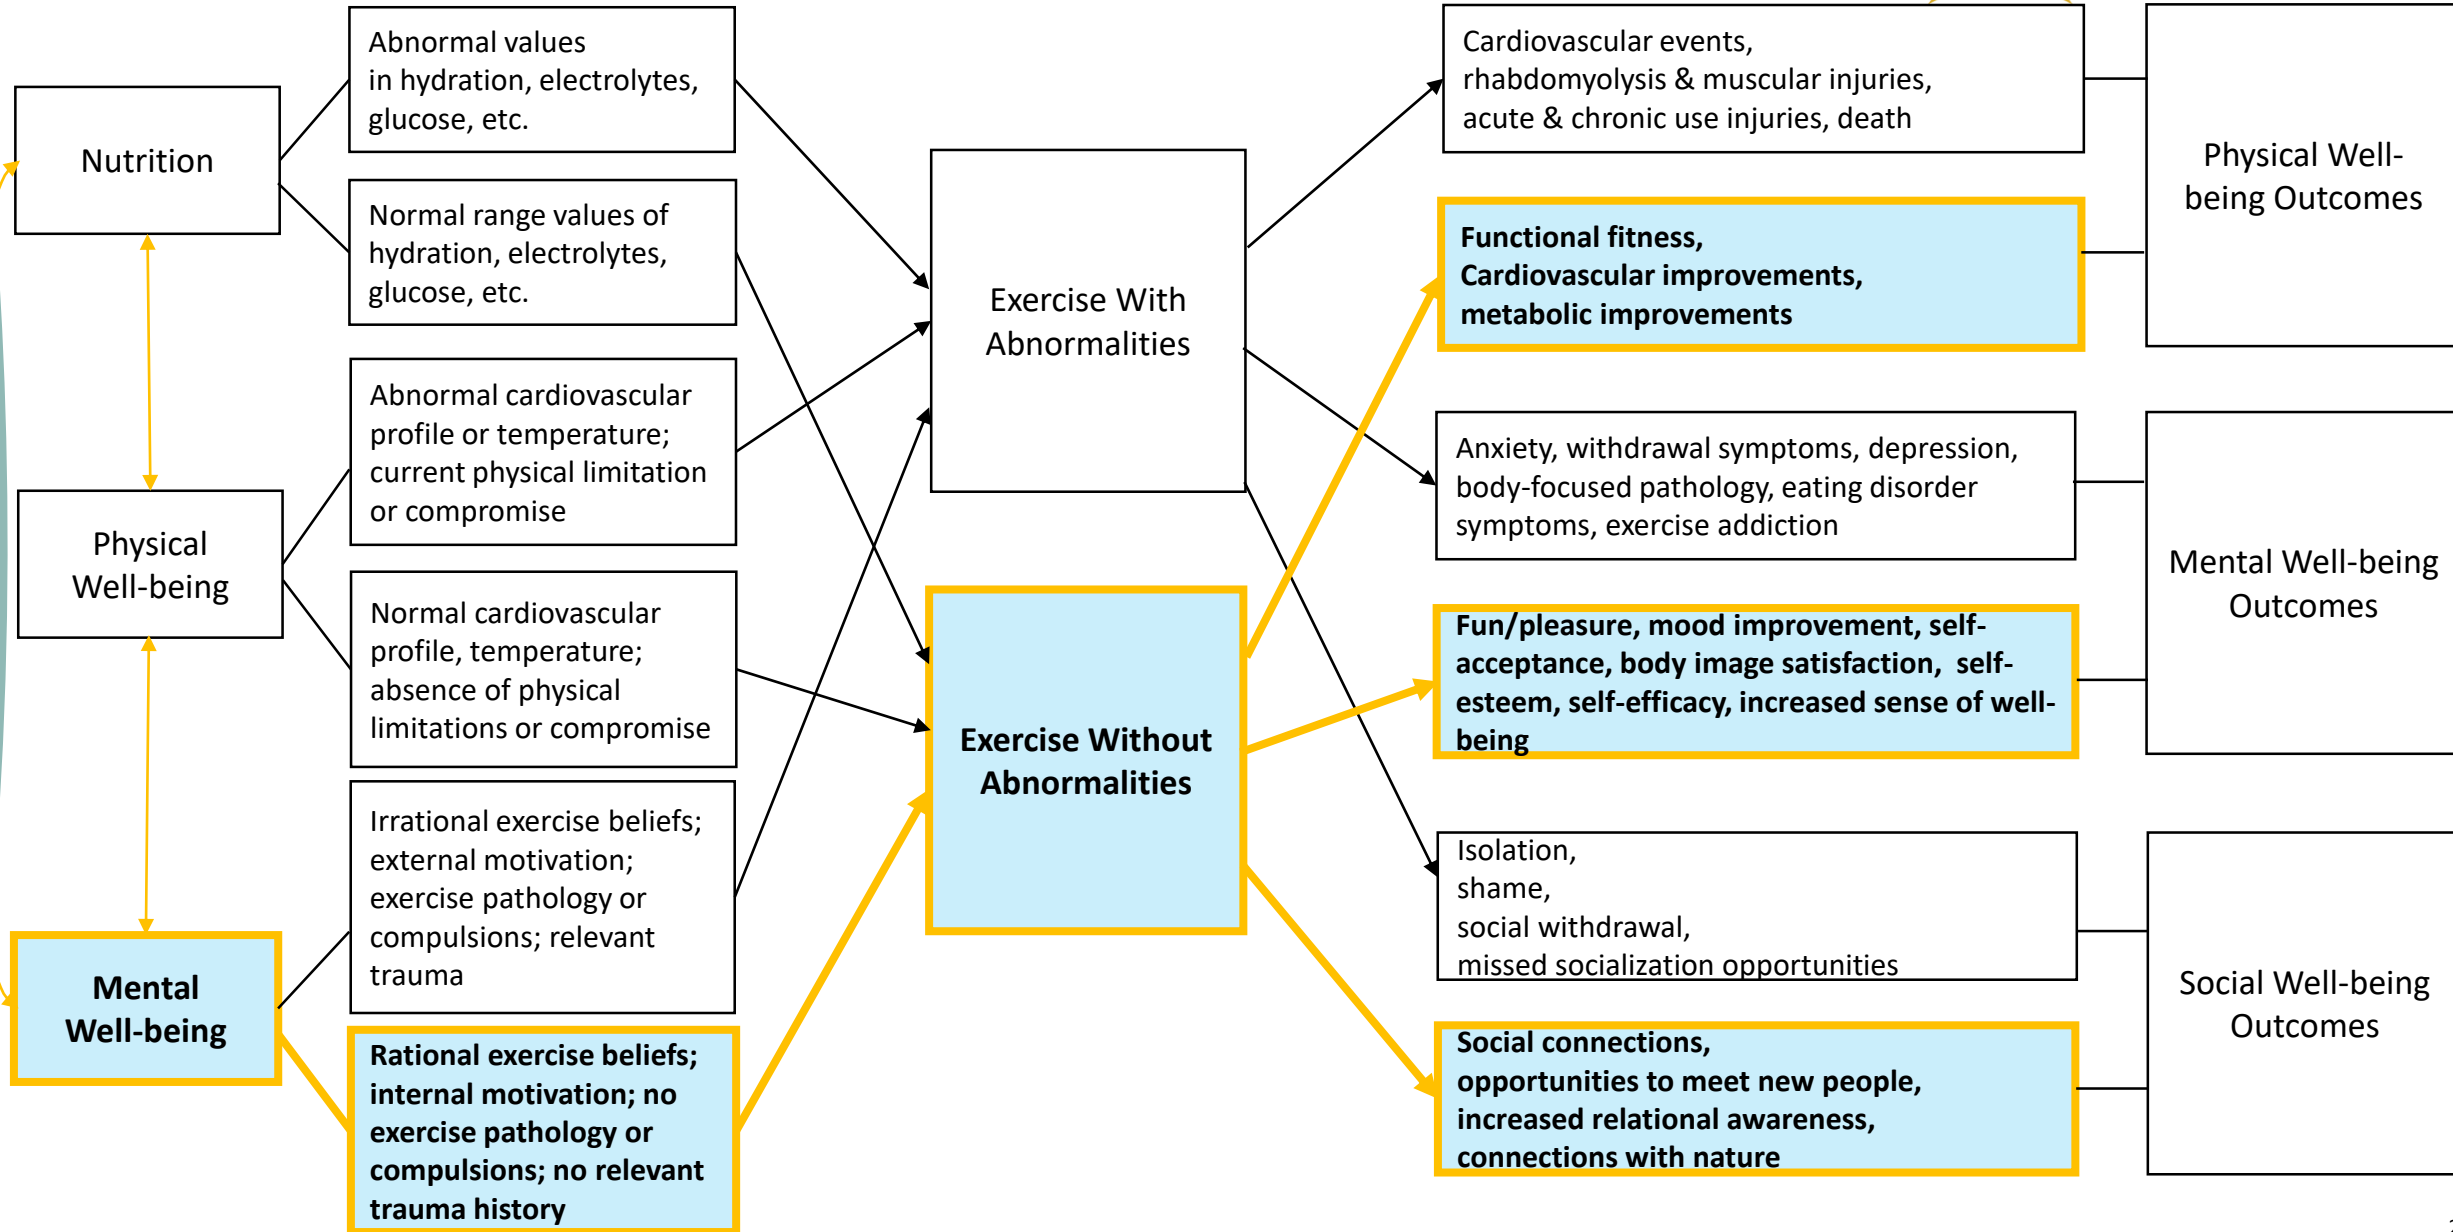 Nutrition
Abnormal values
in hydration, electrolytes,
glucose, etc.
Normal range values of
hydration, electrolytes,
glucose, etc.
Physical
Well-being
Abnormal cardiovascular
profile or temperature;
current physical limitation
or compromise
Normal cardiovascular
profile, temperature;
absence of physical
limitations or compromise
Mental
Well-being
Irrational exercise beliefs;
external motivation;
exercise pathology or
compulsions; relevant
trauma
Rational exercise beliefs;
internal motivation; no
exercise pathology or
compulsions; no relevant
trauma history
Exercise With
Abnormalities
Exercise Without
Abnormalities
Cardiovascular events,
rhabdomyolysis & muscular injuries,
acute & chronic use injuries, death
Functional fitness,
Cardiovascular improvements,
metabolic improvements
Physical Well-
being Outcomes
Anxiety, withdrawal symptoms, depression,
body-focused pathology, eating disorder
symptoms, exercise addiction
Fun/pleasure, mood improvement, self-
acceptance, body image satisfaction, self-
esteem, self-efficacy, increased sense of well-
being
Mental Well-being
Outcomes
Isolation,
shame,
social withdrawal,
missed socialization opportunities
Social connections,
opportunities to meet new people,
increased relational awareness,
connections with nature
Social Well-being
Outcomes